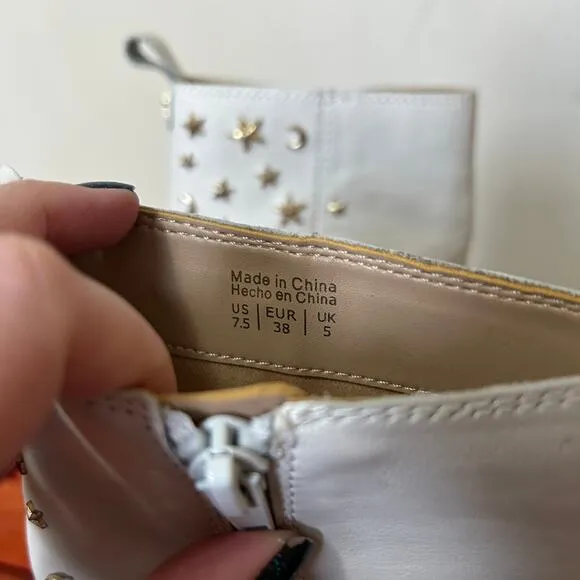 Made in China
Hecho en China
US | EUR | UK
7.5 | 38 | 5